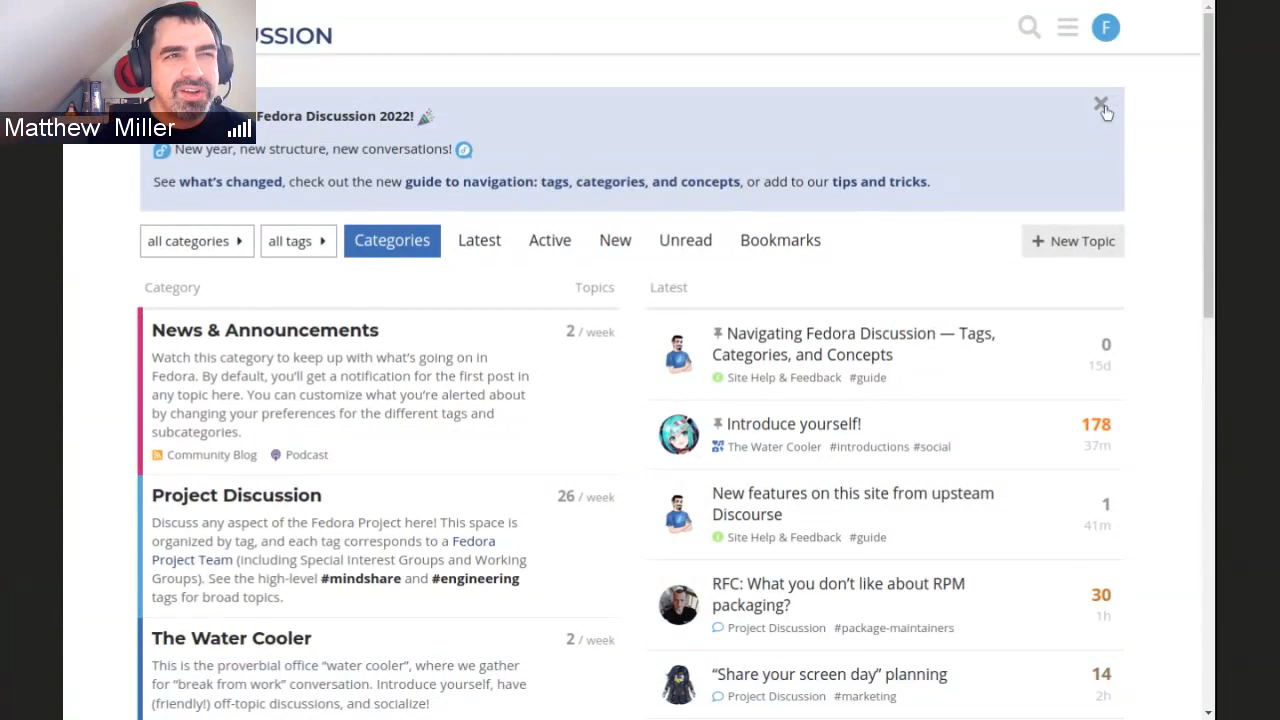 SSION
F
Matthew Miller
Fedora Discussion 2022!
New year, new structure, new conversations!
See what's changed, check out the new guide to navigation: tags, categories, and concepts, or add to our tips and tricks.
all categories
all tags
Categories
Latest
Active
New
Unread
Bookmarks
+ New Topic
Category
Topics
News & Announcements
2 / week
Watch this category to keep up with what's going on in
Fedora. By default, you'll get a notification for the first post in
any topic here. You can customize what you're alerted about
by changing your preferences for the different tags and
subcategories.
Community Blog
Podcast
Project Discussion
26 / week
Discuss any aspect of the Fedora Project here! This space is
organized by tag, and each tag corresponds to a Fedora
Project Team (including Special Interest Groups and Working
Groups). See the high-level #mindshare and #engineering
tags for broad topics.
The Water Cooler
2 / week
This is the proverbial office “water cooler”, where we gather
for “break from work” conversation. Introduce yourself, have
(friendly!) off-topic discussions, and socialize!
Latest
Navigating Fedora Discussion — Tags,
Categories, and Concepts
Site Help & Feedback #guide
0
15d
Introduce yourself!
The Water Cooler #introductions #social
178
37m
New features on this site from upsteam
Discourse
Site Help & Feedback #guide
1
41m
RFC: What you don't like about RPM
packaging?
Project Discussion #package-maintainers
30
1h
“Share your screen day” planning
Project Discussion #marketing
14
2h